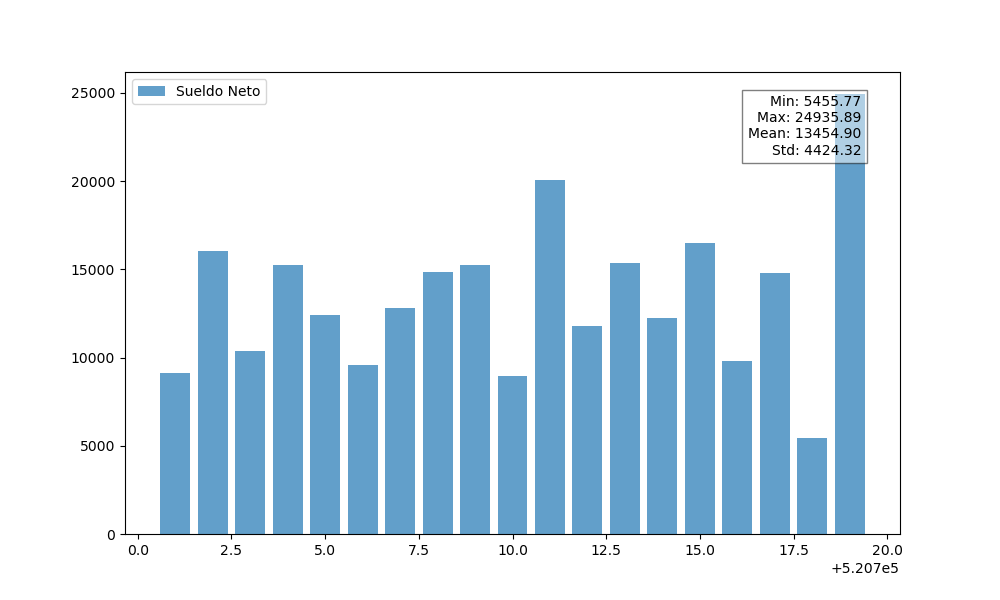 Sueldo Neto
Min: 5455.77
Max: 24935.89
Mean: 13454.90
Std: 4424.32
25000
20000
15000
10000
5000
0
0.0 2.5 5.0 7.5 10.0 12.5 15.0 17.5 20.0
+5.207e5